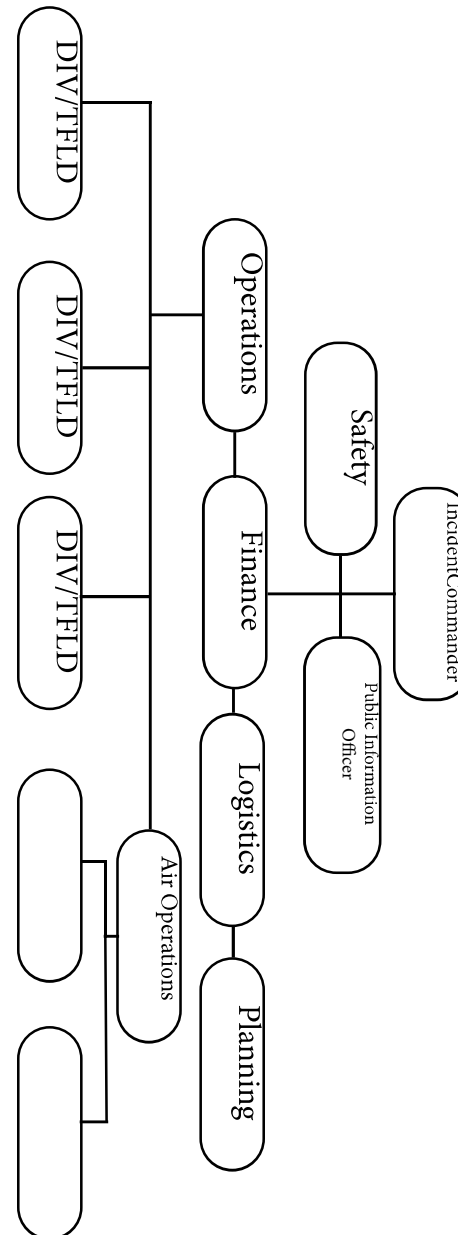 IncidentCommander
Safety
Public Information
Officer
Operations
Finance
Logistics
Planning
Air Operations
DIV/TFLD
DIV/TFLD
DIV/TFLD